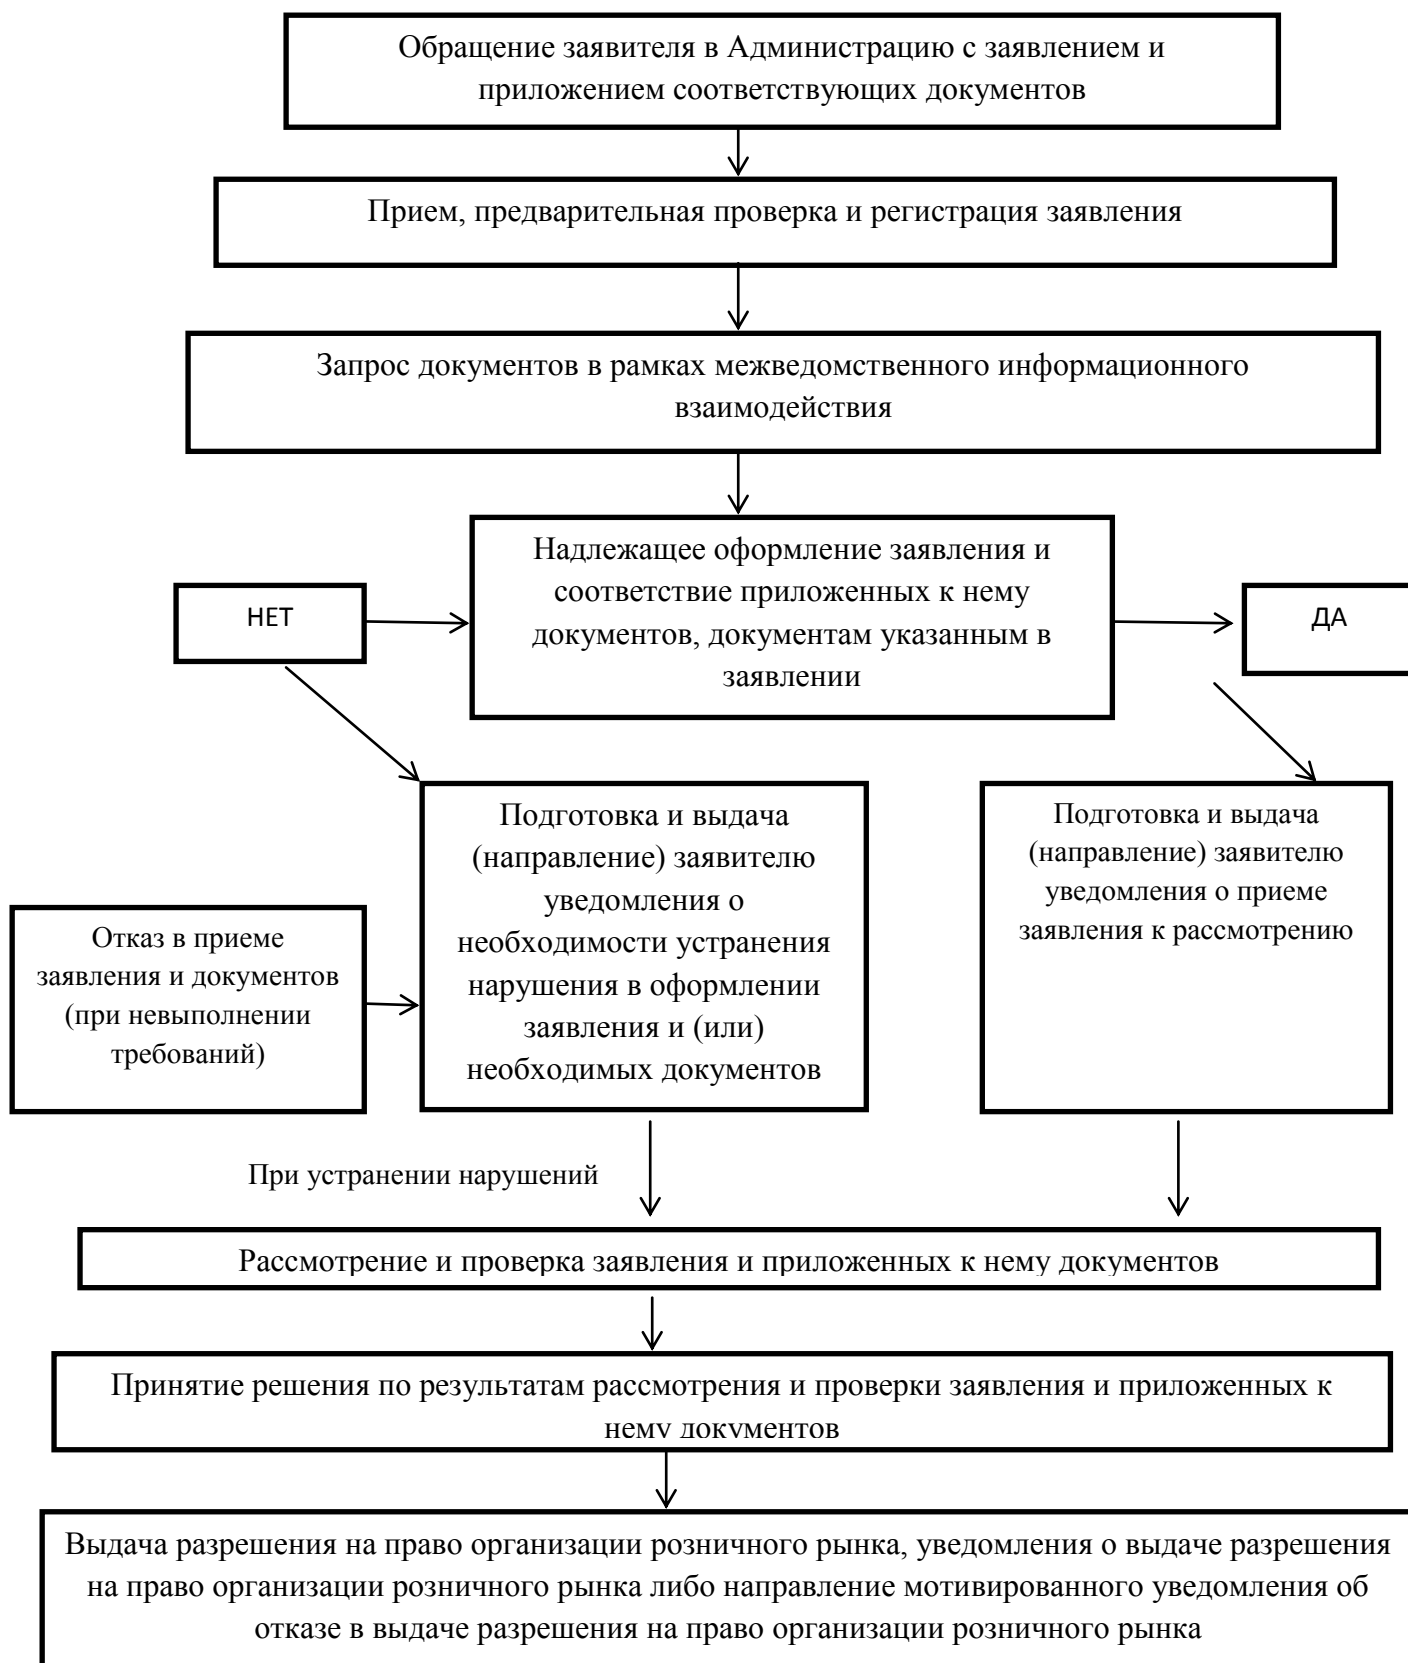 Обращение заявителя в Администрацию с заявлением и
приложением соответствующих документов
Прием, предварительная проверка и регистрация заявления
Запрос документов в рамках межведомственного информационного
взаимодействия
Надлежащее оформление заявления и
соответствие приложенных к нему
документов, документам указанным в
заявлении
НЕТ
ДА
Подготовка и выдача
(направление) заявителю
уведомления о
необходимости устранения
нарушения в оформлении
заявления и (или)
необходимых документов
Подготовка и выдача
(направление) заявителю
уведомления о приеме
заявления к рассмотрению
Отказ в приеме
заявления и документов
(при невыполнении
требований)
При устранении нарушений
Рассмотрение и проверка заявления и приложенных к нему документов
Принятие решения по результатам рассмотрения и проверки заявления и приложенных к
нему документов
Выдача разрешения на право организации розничного рынка, уведомления о выдаче разрешения
на право организации розничного рынка либо направление мотивированного уведомления об
отказе в выдаче разрешения на право организации розничного рынка